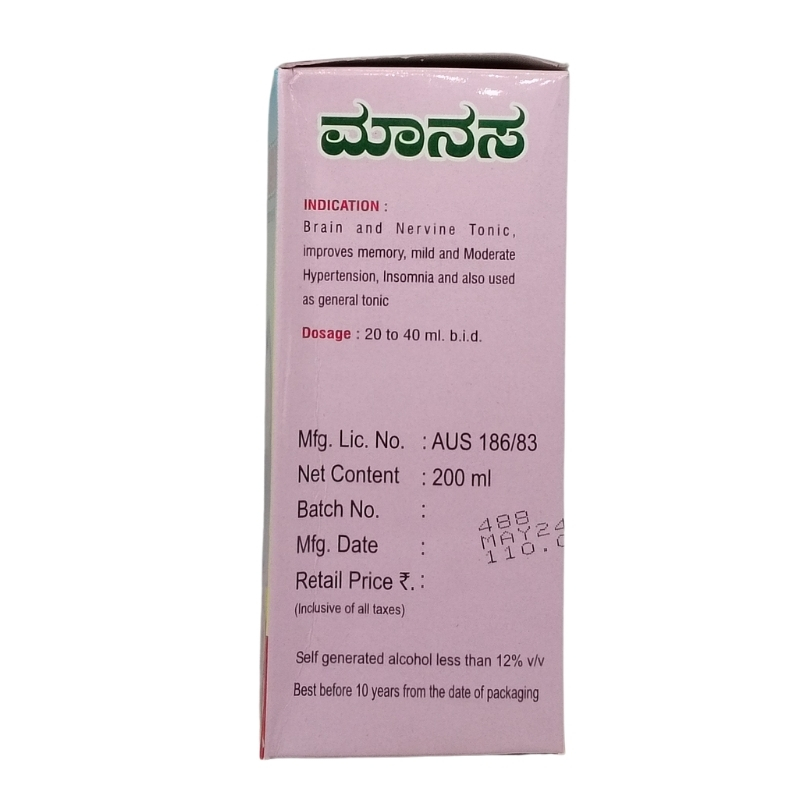 ಮಾನಸ
INDICATION :
Brain and Nervine Tonic,
improves memory, mild and Moderate
Hypertension, Insomnia and also used
as general tonic
Dosage : 20 to 40 ml. b.i.d.
Mfg. Lic. No. : AUS 186/83
Net Content : 200 ml
Batch No. : 488
Mfg. Date : MAY24
Retail Price ₹. : 110.0
(Inclusive of all taxes)
Self generated alcohol less than 12% v/v
Best before 10 years from the date of packaging